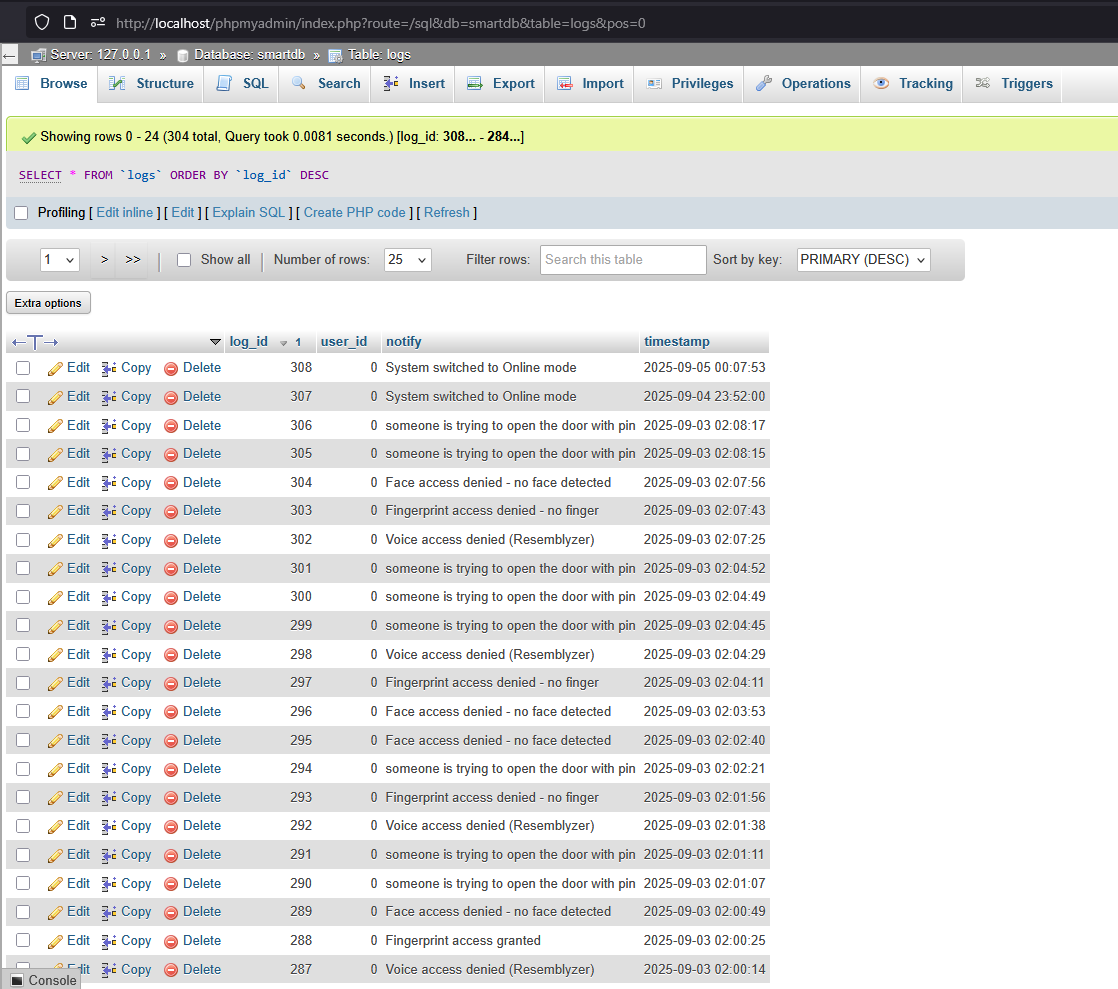 http://localhost/phpmyadmin/index.php?route=/sql&db=smartdb&table=logs&pos=0
Server: 127.0.0.1 » Database: smartdb » Table: logs
Browse Structure SQL Search Insert Export Import Privileges Operations Tracking Triggers
Showing rows 0 - 24 (304 total, Query took 0.0081 seconds.) [log_id: 308... - 284...]
SELECT * FROM `logs` ORDER BY `log_id` DESC
Profiling [ Edit inline ] [ Edit ] [ Explain SQL ] [ Create PHP code ] [ Refresh ]
1 > >> | Show all | Number of rows: 25 Filter rows: Search this table Sort by key: PRIMARY (DESC)
Extra options
←T→ log_id 1 user_id notify timestamp
Edit Copy Delete 308 0 System switched to Online mode 2025-09-05 00:07:53
Edit Copy Delete 307 0 System switched to Online mode 2025-09-04 23:52:00
Edit Copy Delete 306 0 someone is trying to open the door with pin 2025-09-03 02:08:17
Edit Copy Delete 305 0 someone is trying to open the door with pin 2025-09-03 02:08:15
Edit Copy Delete 304 0 Face access denied - no face detected 2025-09-03 02:07:56
Edit Copy Delete 303 0 Fingerprint access denied - no finger 2025-09-03 02:07:43
Edit Copy Delete 302 0 Voice access denied (Resemblyzer) 2025-09-03 02:07:25
Edit Copy Delete 301 0 someone is trying to open the door with pin 2025-09-03 02:04:52
Edit Copy Delete 300 0 someone is trying to open the door with pin 2025-09-03 02:04:49
Edit Copy Delete 299 0 someone is trying to open the door with pin 2025-09-03 02:04:45
Edit Copy Delete 298 0 Voice access denied (Resemblyzer) 2025-09-03 02:04:29
Edit Copy Delete 297 0 Fingerprint access denied - no finger 2025-09-03 02:04:11
Edit Copy Delete 296 0 Face access denied - no face detected 2025-09-03 02:03:53
Edit Copy Delete 295 0 Face access denied - no face detected 2025-09-03 02:02:40
Edit Copy Delete 294 0 someone is trying to open the door with pin 2025-09-03 02:02:21
Edit Copy Delete 293 0 Fingerprint access denied - no finger 2025-09-03 02:01:56
Edit Copy Delete 292 0 Voice access denied (Resemblyzer) 2025-09-03 02:01:38
Edit Copy Delete 291 0 someone is trying to open the door with pin 2025-09-03 02:01:11
Edit Copy Delete 290 0 someone is trying to open the door with pin 2025-09-03 02:01:07
Edit Copy Delete 289 0 Face access denied - no face detected 2025-09-03 02:00:49
Edit Copy Delete 288 0 Fingerprint access granted 2025-09-03 02:00:25
Edit Copy Delete 287 0 Voice access denied (Resemblyzer) 2025-09-03 02:00:14
Console